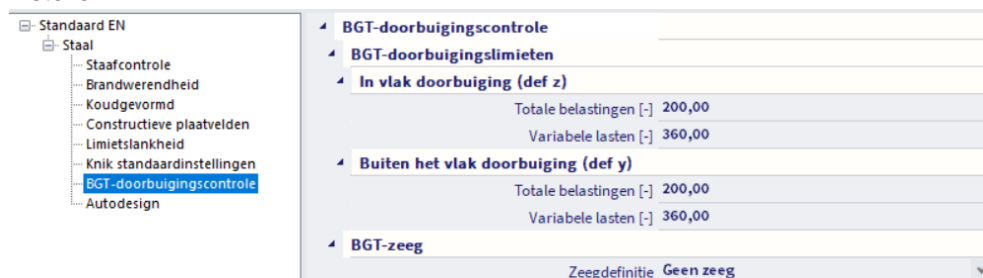 Standaard EN
Staal
Staafcontrole
Brandwerendheid
Koudgevormd
Constructieve plaatvelden
Limietslankheid
Knik standaardinstellingen
BGT-doorbuigingscontrole
Autodesign
BGT-doorbuigingscontrole
BGT-doorbuigingslimieten
In vlak doorbuiging (def z)
Totale belastingen [-] 200,00
Variabele lasten [-] 360,00
Buiten het vlak doorbuiging (def y)
Totale belastingen [-] 200,00
Variabele lasten [-] 360,00
BGT-zeeg
Zeegdefinitie Geen zeeg